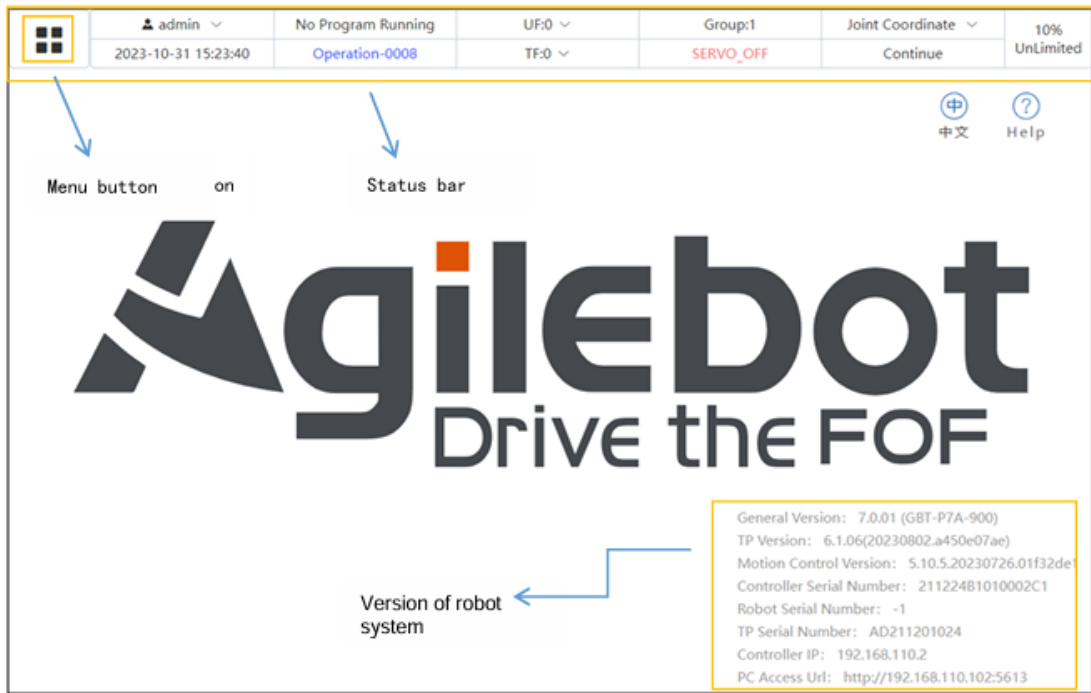 admin No Program Running UF:0 Group:1 Joint Coordinate 10%
UnLimited
2023-10-31 15:23:40 Operation-0008 TF:0 SERVO_OFF Continue
中
中文 ?
Help
Menu button on Status bar
Agilebot
Drive the FOF
General Version: 7.0.01 (GBT-P7A-900)
TP Version: 6.1.06(20230802.a450e07ae)
Motion Control Version: 5.10.5.20230726.01f32de1
Controller Serial Number: 211224B1010002C1
Robot Serial Number: -1
TP Serial Number: AD211201024
Controller IP: 192.168.110.2
PC Access Url: http://192.168.110.102:5613
Version of robot
system